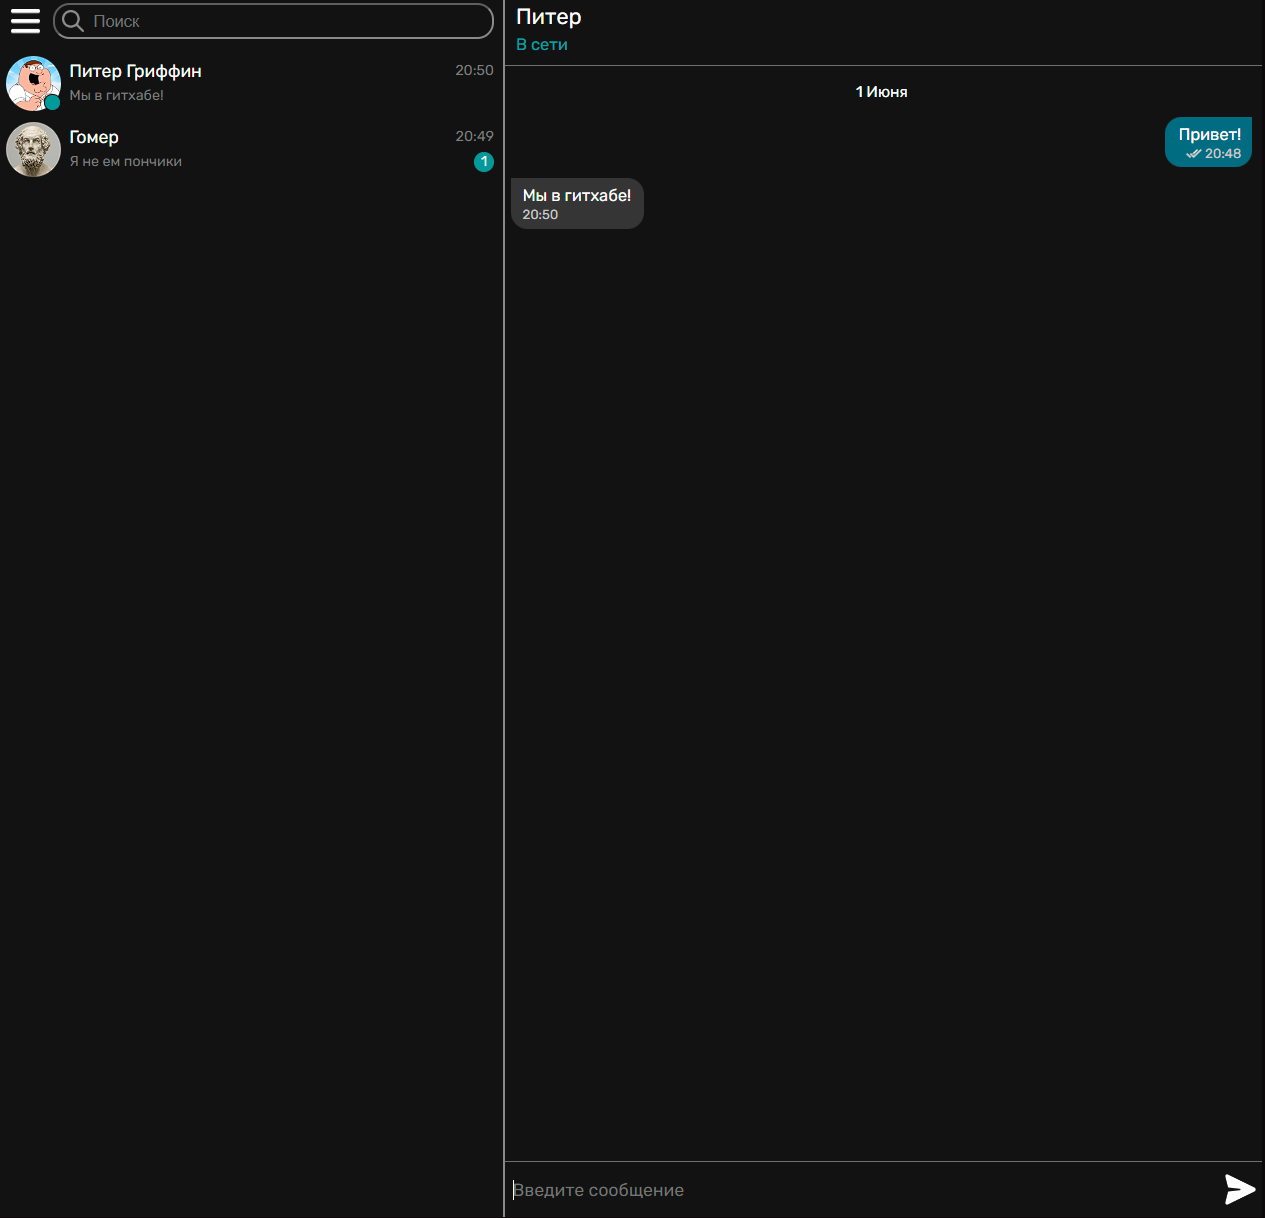 Поиск
Питер Гриффин
20:50
Мы в гитхабе!
Гомер
20:49
Я не ем пончики
1
Питер
В сети
1 Июня
Привет!
20:48
Мы в гитхабе!
20:50
Введите сообщение